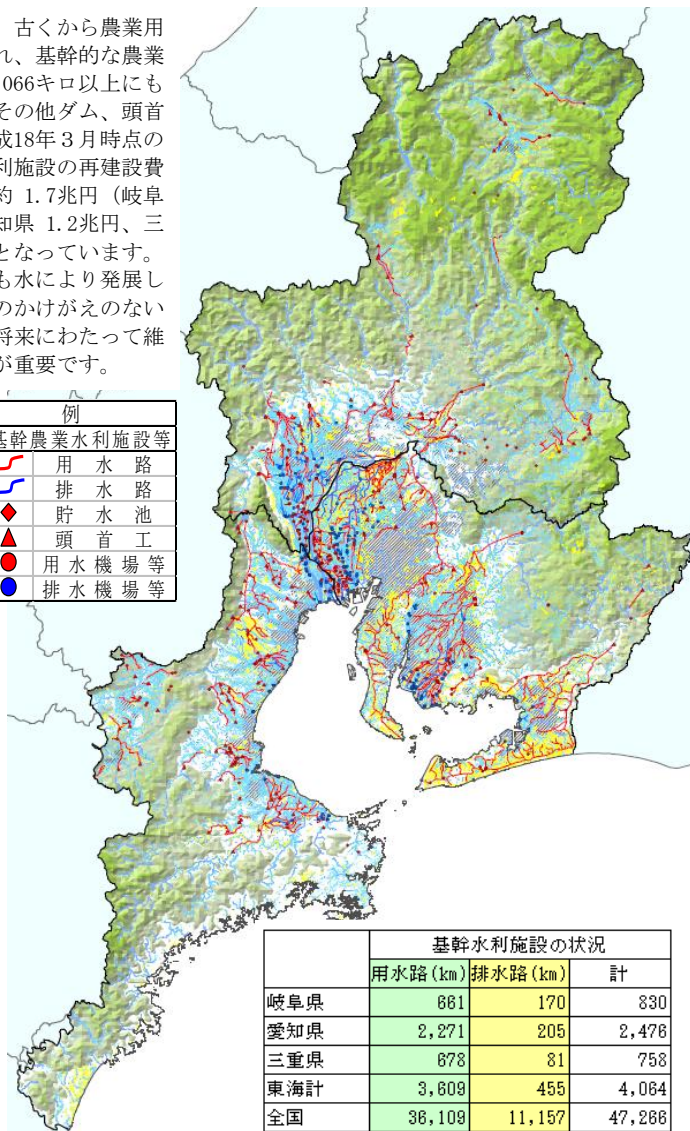 古くから農業用
れ、基幹的な農業
066キロ以上にも
その他ダム、頭首
成18年３月時点の
利施設の再建設費
約 1.7兆円（岐阜
知県 1.2兆円、三
となっています。
も水により発展し
のかけがえのない
将来にわたって維
が重要です。
例
基幹農業水利施設等
用水路
排水路
貯水池
頭首工
用水機場等
排水機場等
基幹水利施設の状況
用水路(km) 排水路(km) 計
岐阜県 661 170 830
愛知県 2,271 205 2,476
三重県 678 81 758
東海計 3,609 455 4,064
全国 36,109 11,157 47,266